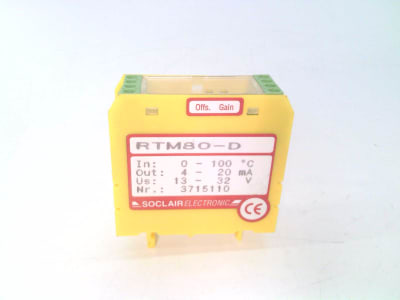 Offs. Gain
RTM80-D
In: 0 - 100 °C
Out: 4 - 20 mA
Us: 13 - 32 V
Nr.: 3715110
SOCLAIR ELECTRONIC
CE